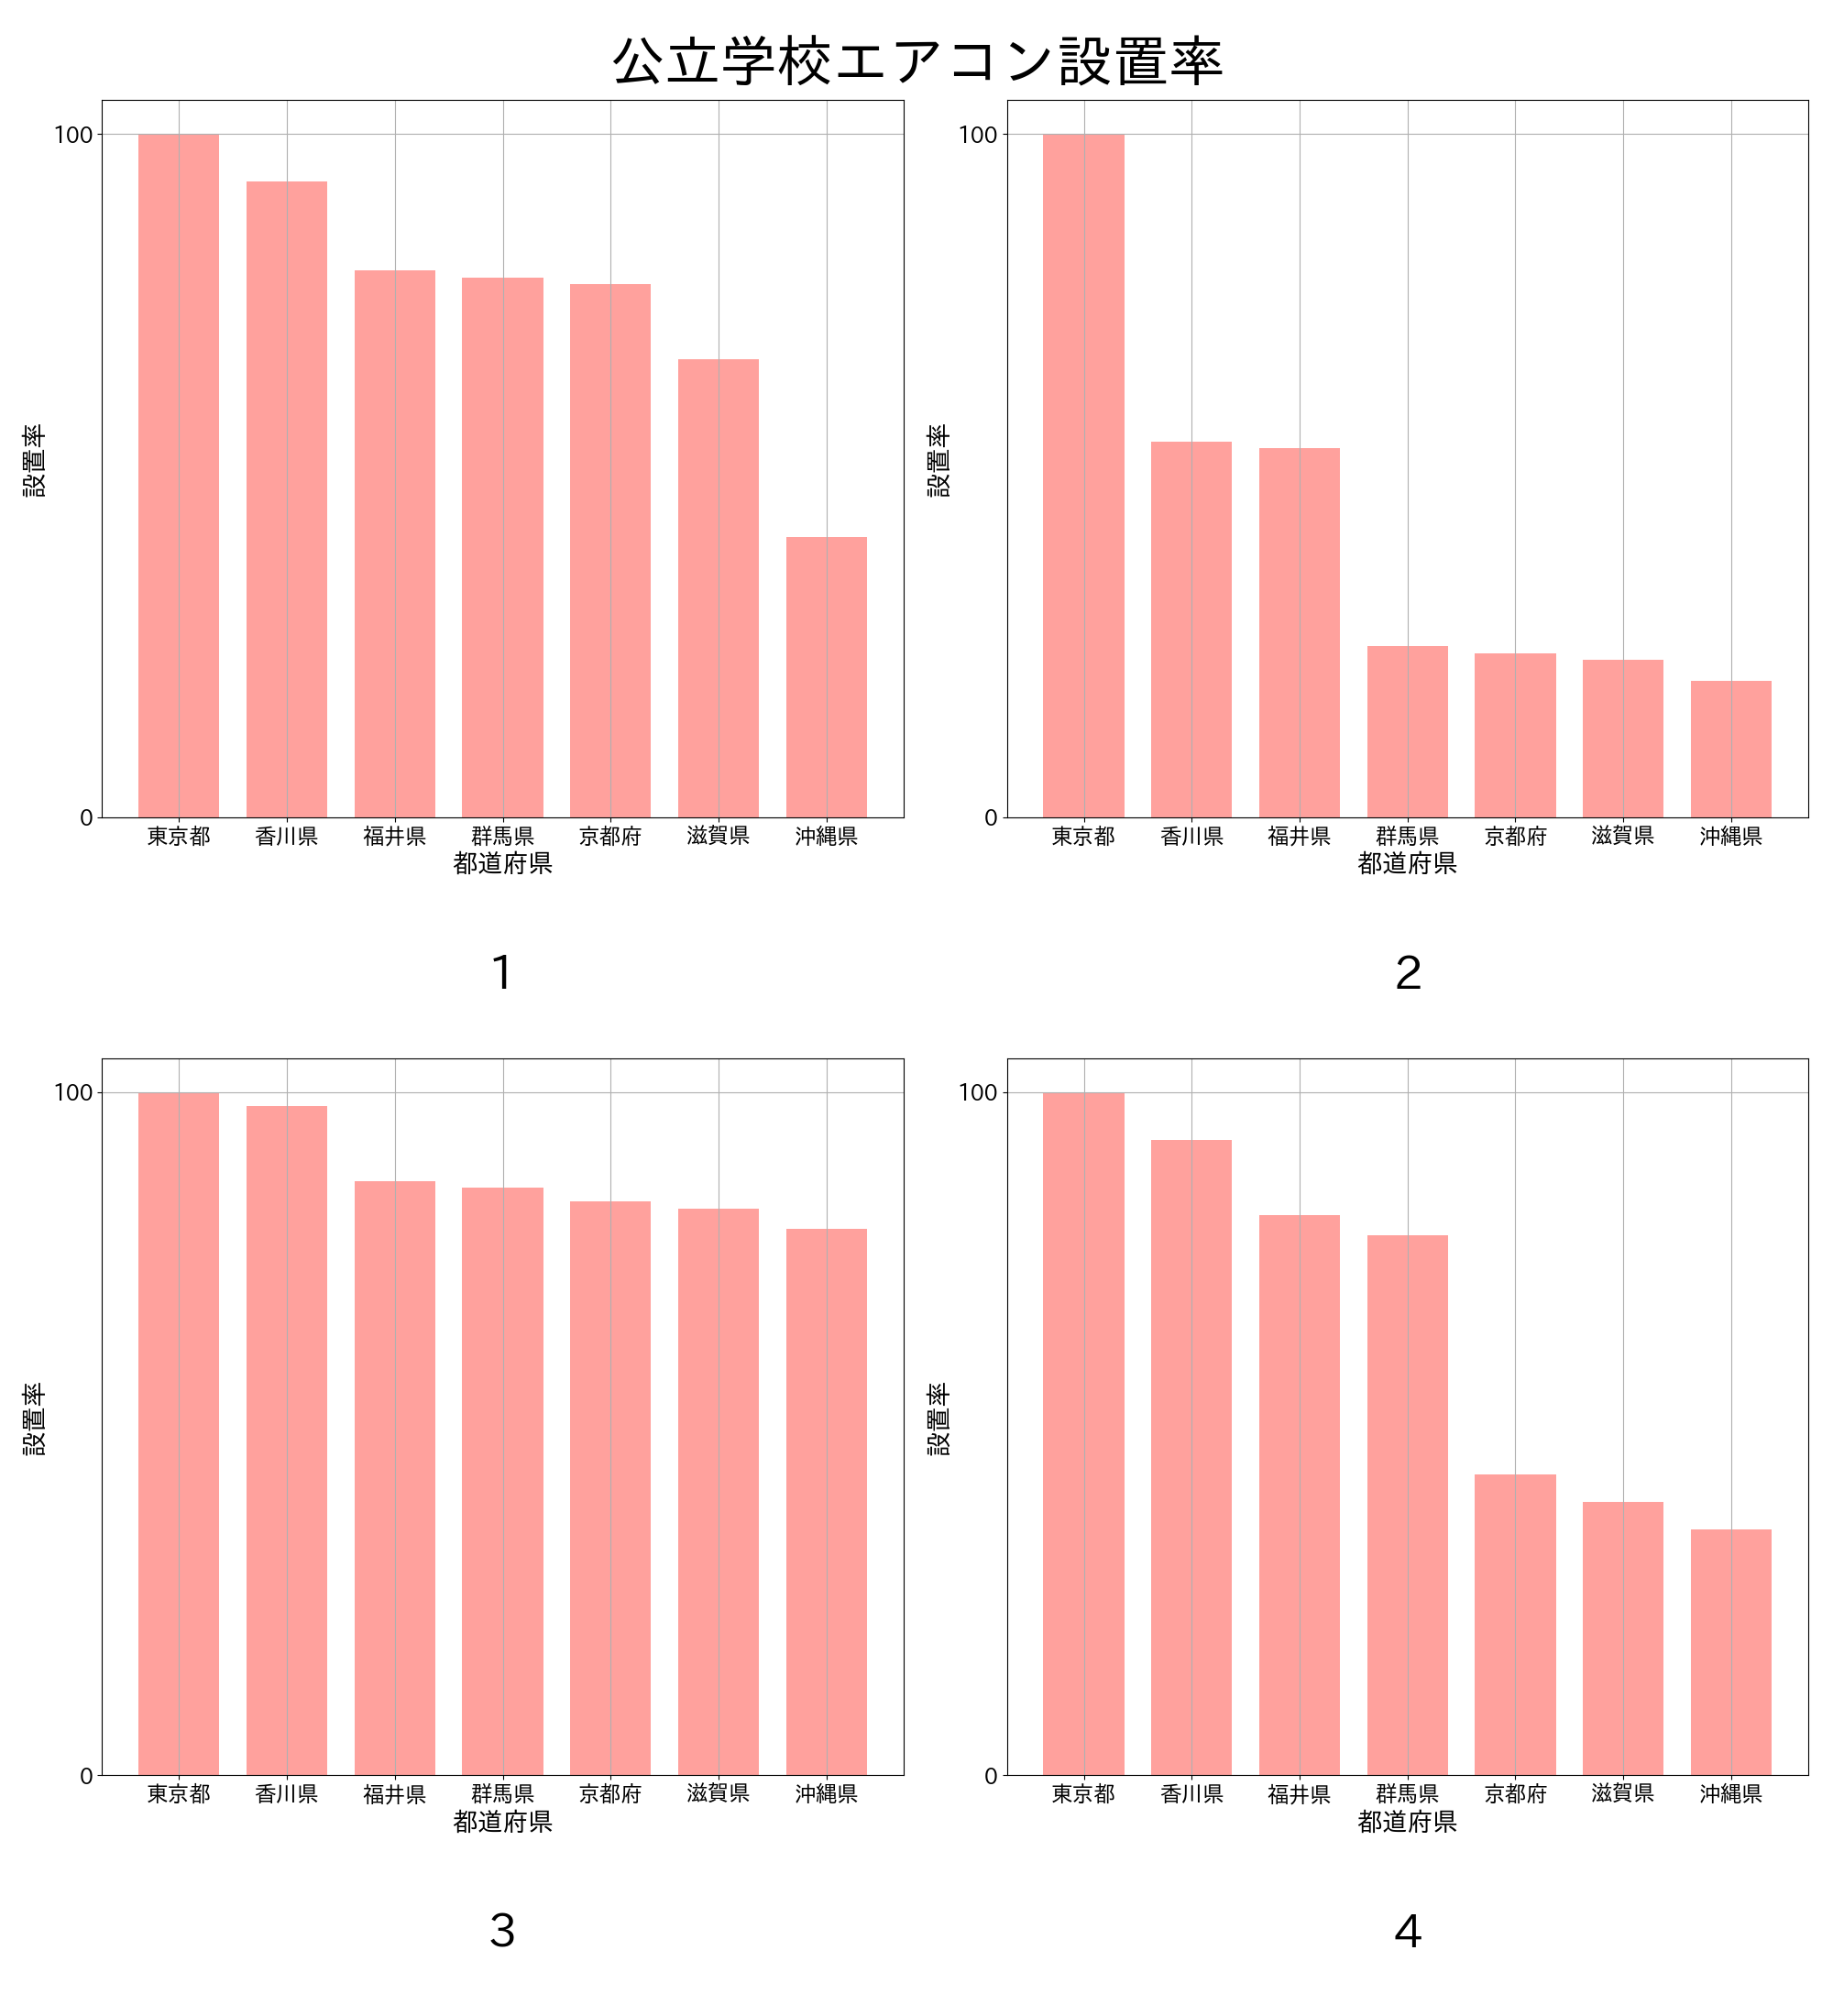 公立学校エアコン設置率
100
0
設置率
東京都 香川県 福井県 群馬県 京都府 滋賀県 沖縄県
都道府県
1
100
0
設置率
東京都 香川県 福井県 群馬県 京都府 滋賀県 沖縄県
都道府県
2
100
0
設置率
東京都 香川県 福井県 群馬県 京都府 滋賀県 沖縄県
都道府県
3
100
0
設置率
東京都 香川県 福井県 群馬県 京都府 滋賀県 沖縄県
都道府県
4